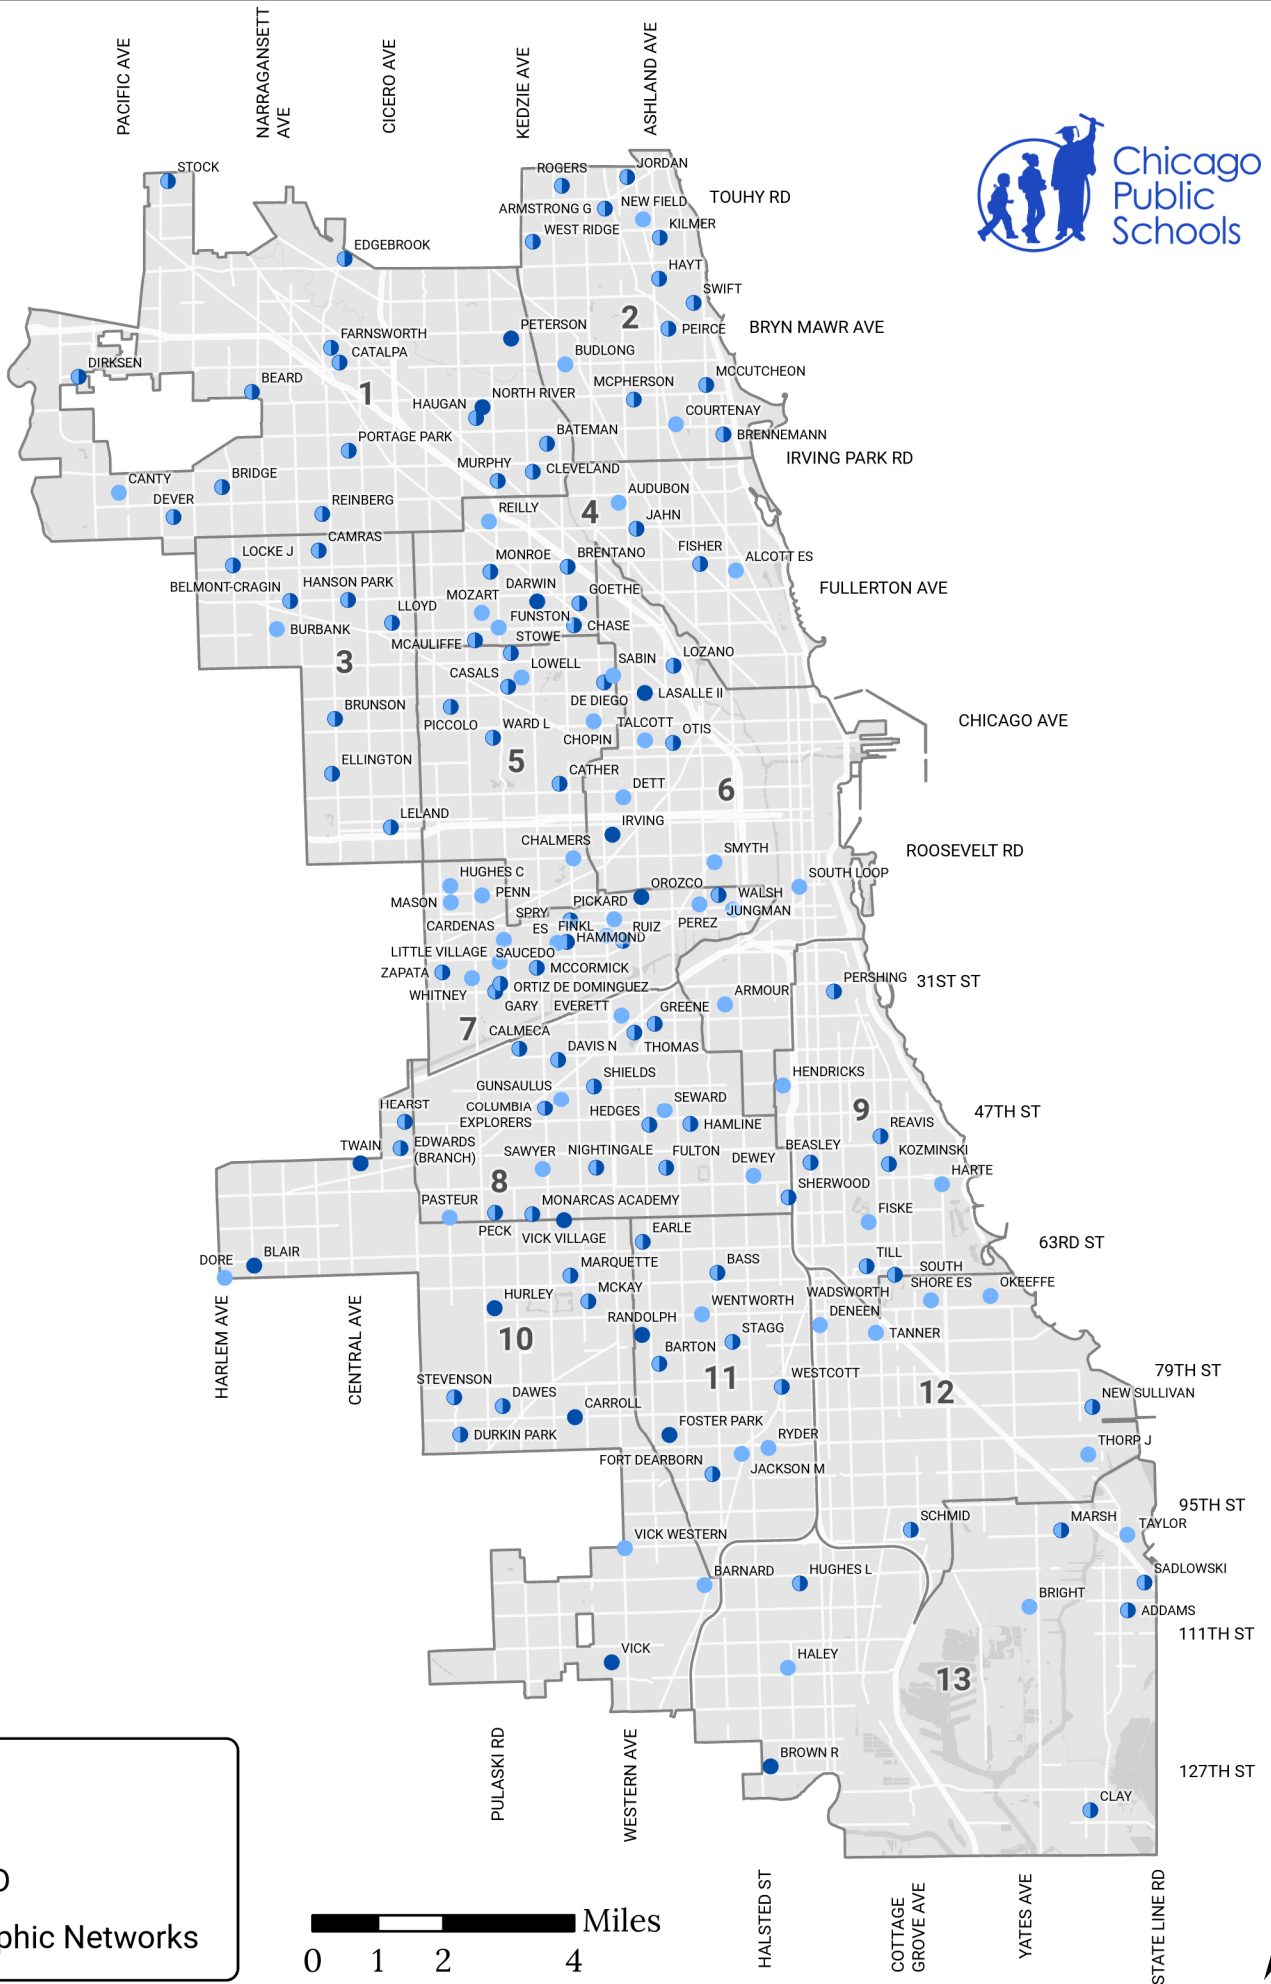 PACIFIC AVE
NARRAGANSETT
AVE
CICERO AVE
KEDZIE AVE
ASHLAND AVE
Chicago
Public
Schools
STOCK
ROGERS
JORDAN
TOUHY RD
ARMSTRONG G
NEW FIELD
WEST RIDGE
KILMER
EDGEBROOK
HAYT
SWIFT
2
PETERSON
PEIRCE
BRYN MAWR AVE
FARNSWORTH
CATALPA
BUDLONG
DIRKSEN
BEARD
1
MCPHERSON
MCCUTCHEON
NORTH RIVER
HAUGAN
COURTENAY
PORTAGE PARK
BATEMAN
BRENNEMANN
IRVING PARK RD
MURPHY
CLEVELAND
CANTY
BRIDGE
DEVER
REINBERG
AUDUBON
REILLY
4
JAHN
CAMRAS
LOCKE J
MONROE
BRENTANO
FISHER
ALCOTT ES
BELMONT-CRAGIN
HANSON PARK
DARWIN
GOETHE
FULLERTON AVE
MOZART
LLOYD
FUNSTON
CHASE
BURBANK
MCAULIFFE
STOWE
3
LOWELL
SABIN
LOZANO
CASALS
DE DIEGO
LASALLE II
BRUNSON
PICCOLO
WARD L
TALCOTT
CHICAGO AVE
CHOPIN
OTIS
5
ELLINGTON
CATHER
DETT
6
LELAND
IRVING
CHALMERS
SMYTH
ROOSEVELT RD
HUGHES C
SOUTH LOOP
PENN
OROZCO
WALSH
MASON
PICKARD
JUNGMAN
SPRY
ES
CARDENAS
FINKL
RUIZ
PEREZ
HAMMOND
LITTLE VILLAGE
SAUCEDO
ZAPATA
MCCORMICK
PERSHING
31ST ST
WHITNEY
ORTIZ DE DOMINGUEZ
ARMOUR
GARY
EVERETT
GREENE
7
CALMECA
DAVIS N
THOMAS
SHIELDS
HENDRICKS
GUNSAULUS
SEWARD
9
47TH ST
HEARST
COLUMBIA
EXPLORERS
HEDGES
HAMLINE
REAVIS
TWAIN
EDWARDS
(BRANCH)
SAWYER
NIGHTINGALE
FULTON
DEWEY
BEASLEY
KOZMINSKI
HARTE
8
SHERWOOD
PASTEUR
MONARCAS ACADEMY
FISKE
PECK
VICK VILLAGE
EARLE
63RD ST
DORE
BLAIR
MARQUETTE
BASS
TILL
SOUTH
SHORE ES
OKEEFFE
HURLEY
MCKAY
WENTWORTH
WADSWORTH
DENEEN
RANDOLPH
TANNER
10
STAGG
HARLEM AVE
CENTRAL AVE
BARTON
11
WESTCOTT
79TH ST
STEVENSON
DAWES
12
NEW SULLIVAN
CARROLL
FOSTER PARK
DURKIN PARK
RYDER
THORP J
FORT DEARBORN
JACKSON M
95TH ST
SCHMID
MARSH
TAYLOR
VICK WESTERN
BARNARD
HUGHES L
SADLOWSKI
BRIGHT
ADDAMS
111TH ST
VICK
HALEY
13
BROWN R
127TH ST
CLAY
PULASKI RD
WESTERN AVE
HALSTED ST
COTTAGE
GROVE AVE
YATES AVE
STATE LINE RD
phic Networks
Miles
0 1 2 4